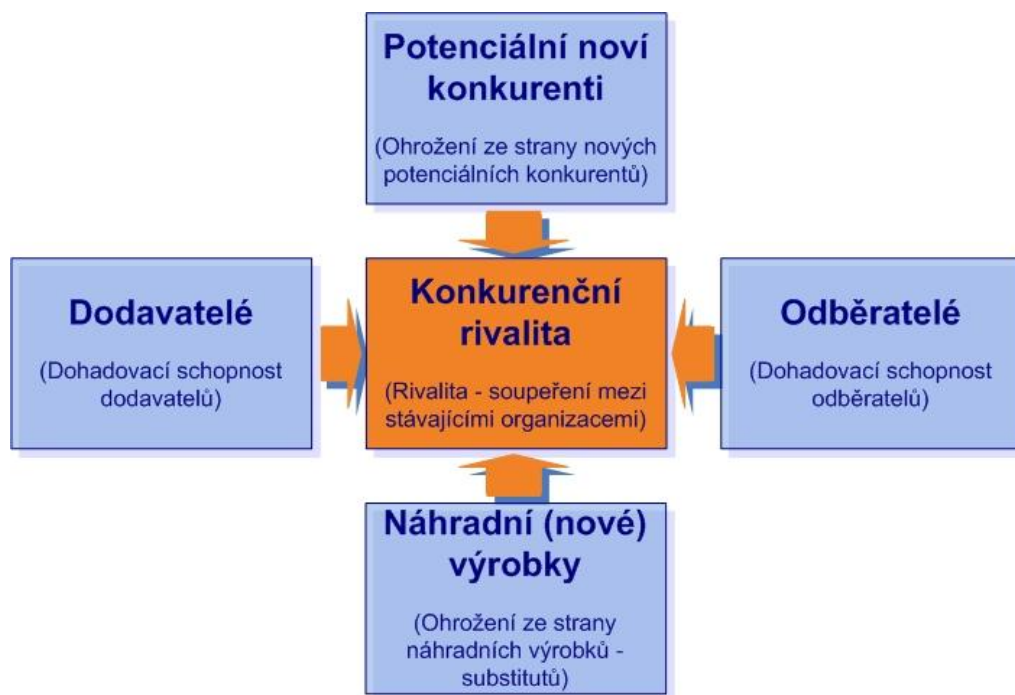 Potenciální noví
konkurenti
(Ohrožení ze strany nových
potenciálních konkurentů)
Dodavatelé
(Dohadovací schopnost
dodavatelů)
Konkurenční
rivalita
(Rivalita - soupeření mezi
stávajícími organizacemi)
Odběratelé
(Dohadovací schopnost
odběratelů)
Náhradní (nové)
výrobky
(Ohrožení ze strany
náhradních výrobků -
substitutů)